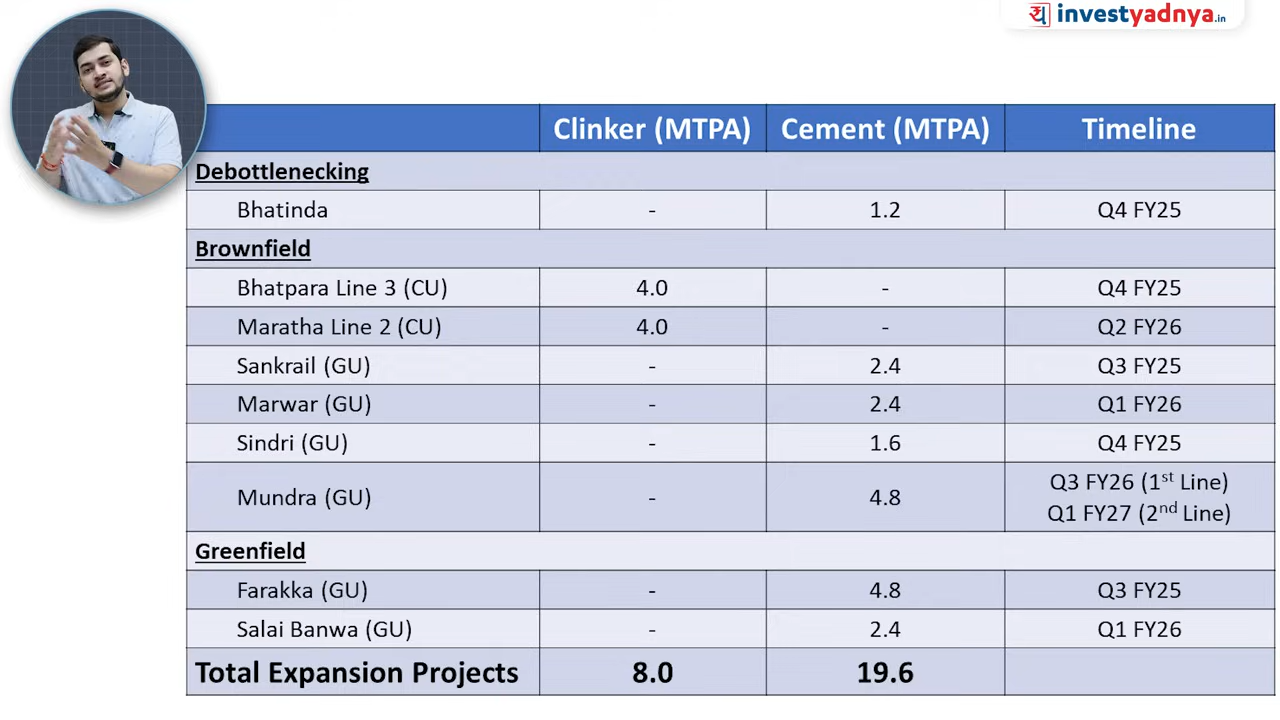 investyadnya.in
Clinker (MTPA) Cement (MTPA) Timeline
Debottlenecking
Bhatinda - 1.2 Q4 FY25
Brownfield
Bhatpara Line 3 (CU) 4.0 - Q4 FY25
Maratha Line 2 (CU) 4.0 - Q2 FY26
Sankrail (GU) - 2.4 Q3 FY25
Marwar (GU) - 2.4 Q1 FY26
Sindri (GU) - 1.6 Q4 FY25
Mundra (GU) - 4.8 Q3 FY26 (1st Line)
Q1 FY27 (2nd Line)
Greenfield
Farakka (GU) - 4.8 Q3 FY25
Salai Banwa (GU) - 2.4 Q1 FY26
Total Expansion Projects 8.0 19.6